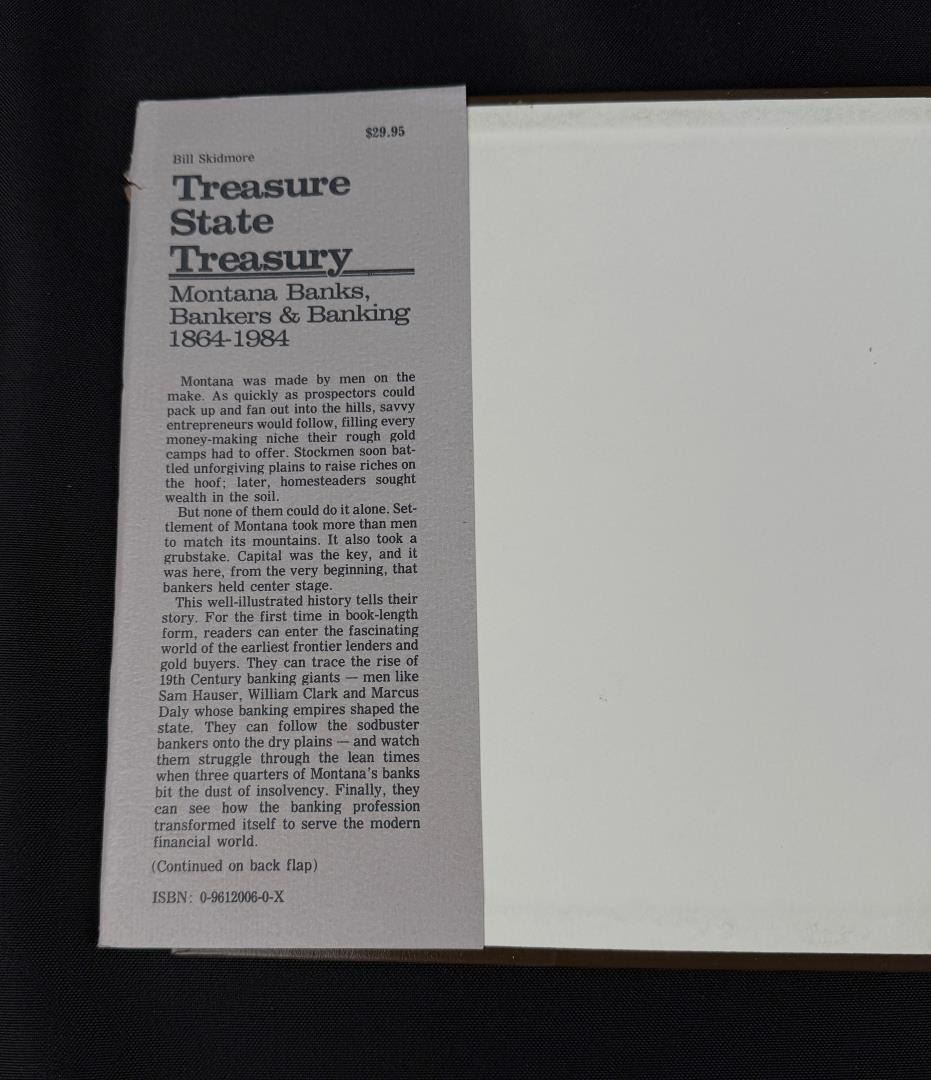 $29.95
Bill Skidmore
Treasure
State
Treasury
Montana Banks,
Bankers & Banking
1864-1984
Montana was made by men on the
make. As quickly as prospectors could
pack up and fan out into the hills, savvy
entrepreneurs would follow, filling every
money-making niche their rough gold
camps had to offer. Stockmen soon bat-
tled unforgiving plains to raise riches on
the hoof; later, homesteaders sought
wealth in the soil.
But none of them could do it alone. Set-
tlement of Montana took more than men
to match its mountains. It also took a
grubstake. Capital was the key, and it
was here, from the very beginning, that
bankers held center stage.
This well-illustrated history tells their
story. For the first time in book-length
form, readers can enter the fascinating
world of the earliest frontier lenders and
gold buyers. They can trace the rise of
19th Century banking giants — men like
Sam Hauser, William Clark and Marcus
Daly whose banking empires shaped the
state. They can follow the sodbuster
bankers onto the dry plains — and watch
them struggle through the lean times
when three quarters of Montana's banks
bit the dust of insolvency. Finally, they
can see how the banking profession
transformed itself to serve the modern
financial world.
(Continued on back flap)
ISBN: 0-9612006-0-X